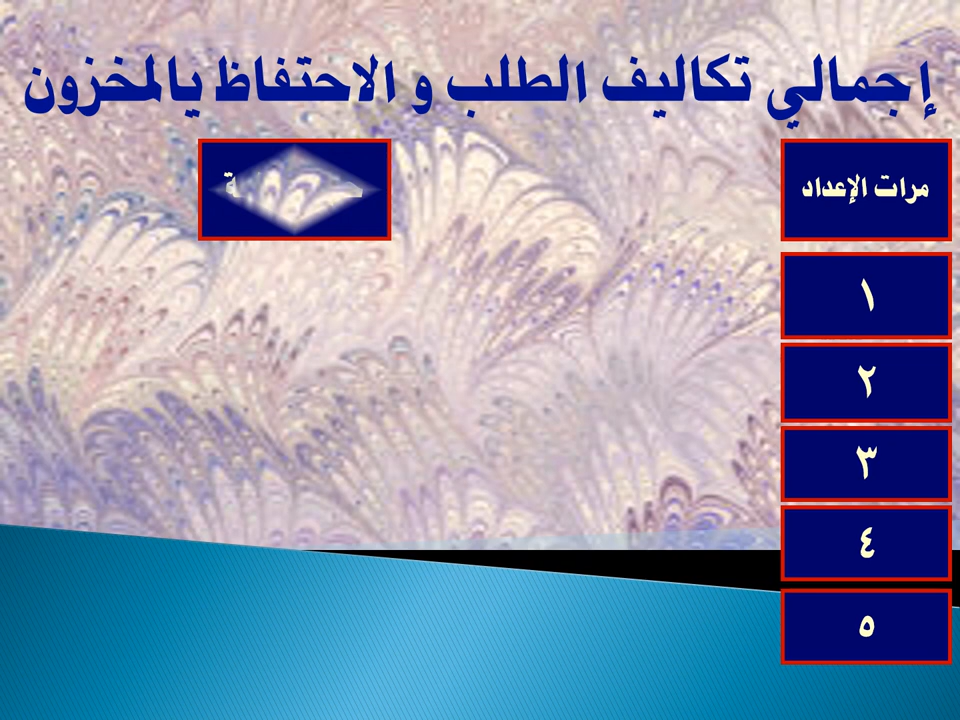 إجمالي تكاليف الطلب و الاحتفاظ يالمخزون
مرات الإعداد
١
٢
٣
٤
٥